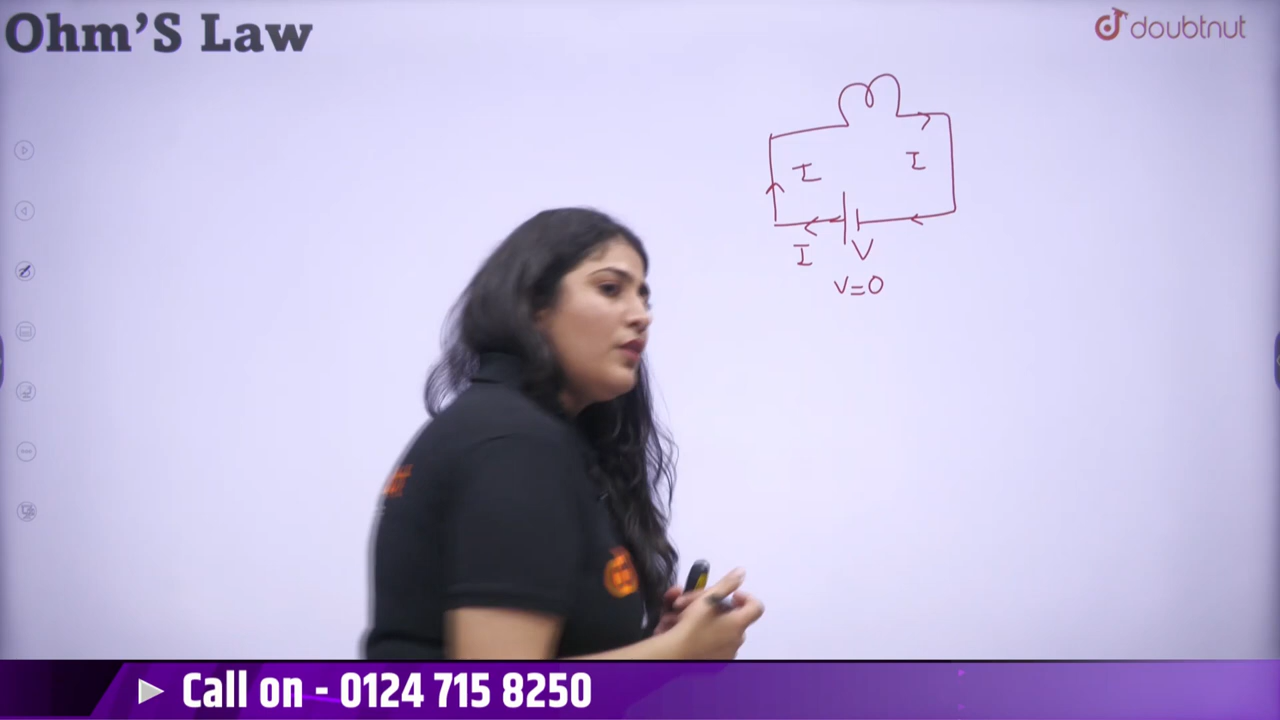 Ohm'S Law
doubtnut
I
I
I
V
V=0
Call on - 0124 715 8250